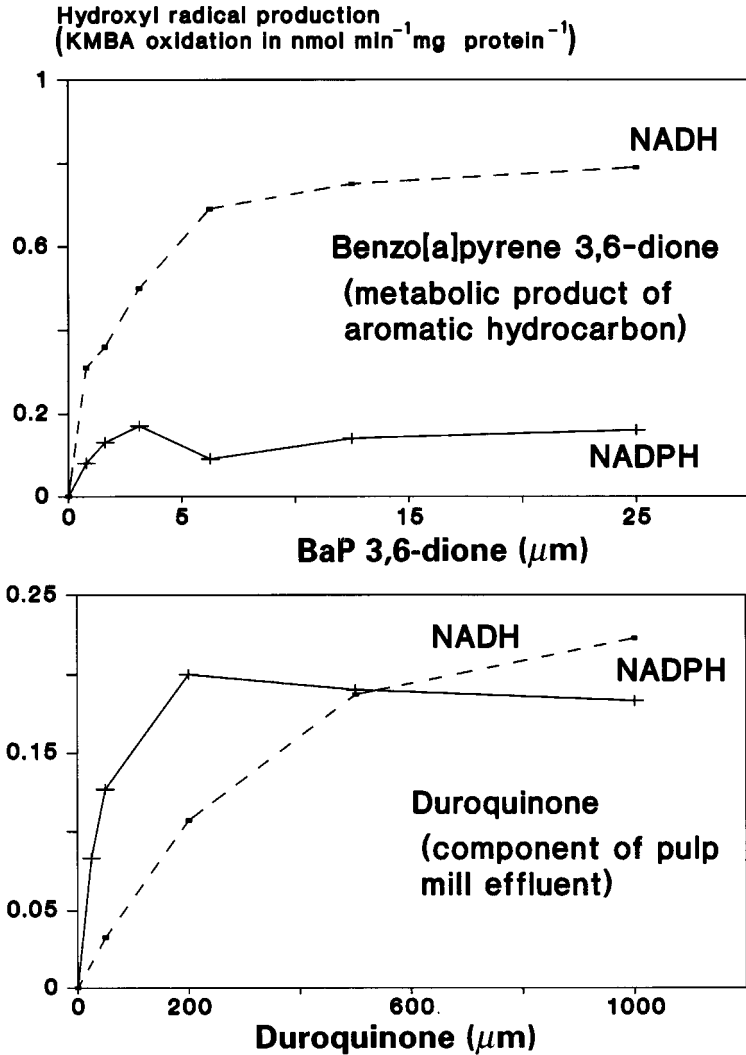 Hydroxyl radical production
(KMBA oxidation in nmol min⁻¹mg protein⁻¹)
1
NADH
0.6
Benzo[a]pyrene 3,6-dione
(metabolic product of
aromatic hydrocarbon)
0.2
NADPH
0
0 5 15 25
BaP 3,6-dione (μm)
0.25
NADH
NADPH
0.15
Duroquinone
(component of pulp
mill effluent)
0.05
0
0 200 600 1000
Duroquinone (μm)